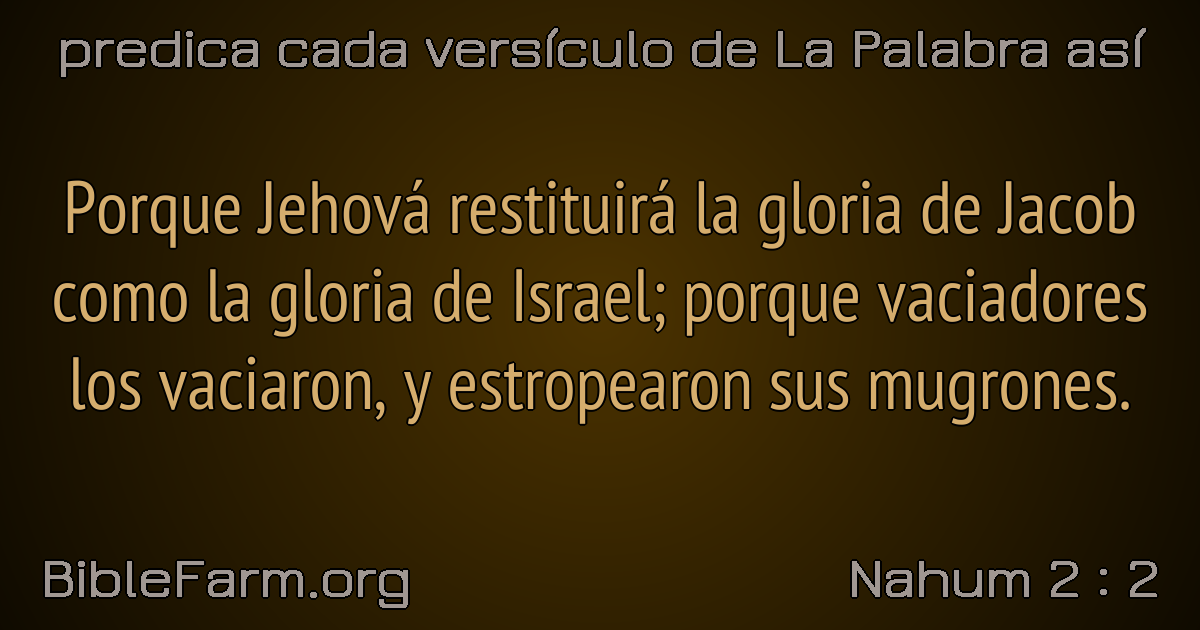 predica cada versículo de La Palabra así
Porque Jehová restituirá la gloria de Jacob
como la gloria de Israel; porque vaciadores
los vaciaron, y estropearon sus mugrones.
BibleFarm.org
Nahum 2 : 2